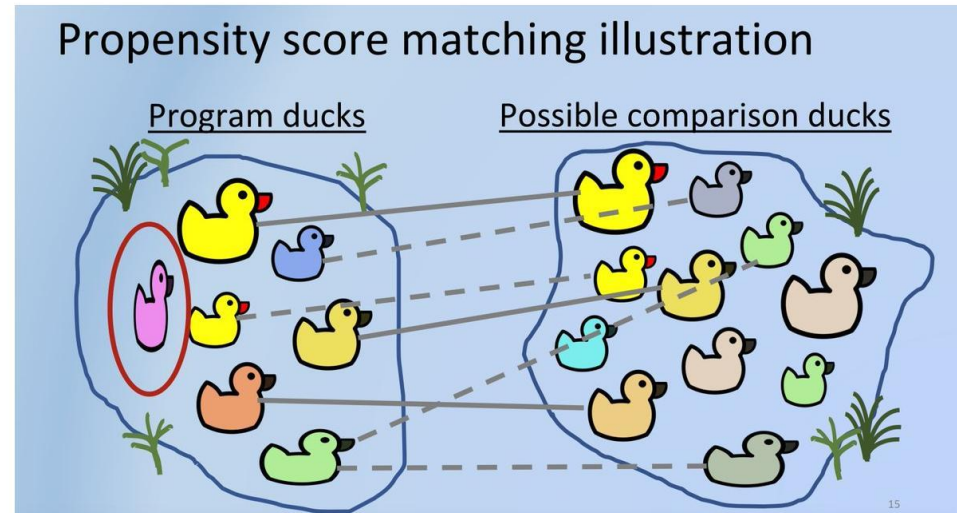 Propensity score matching illustration
Program ducks
Possible comparison ducks
15